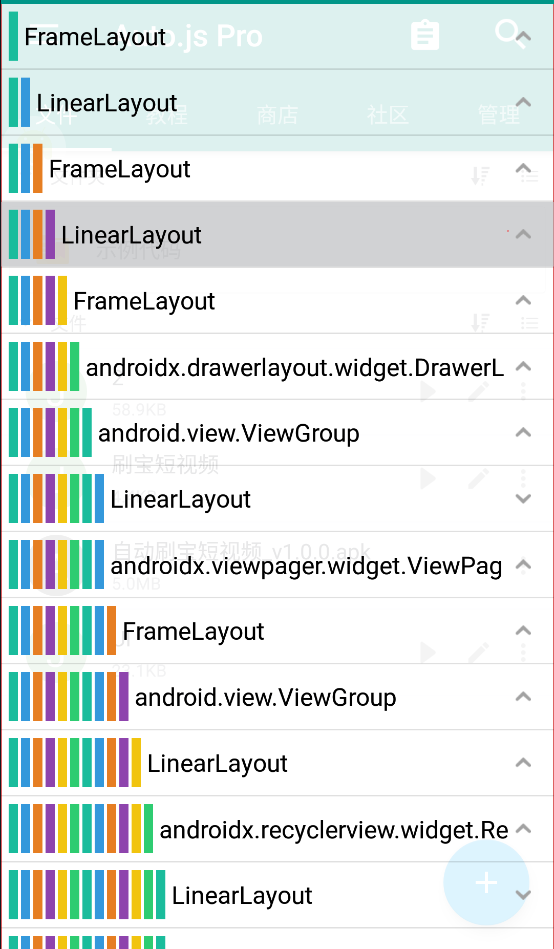 Auto.js Pro
FrameLayout
文件 教程 商店 社区 管理
LinearLayout
文件夹
FrameLayout
示例代码
LinearLayout
文件
FrameLayout
Z
androidx.drawerlayout.widget.DrawerL
58.9KB
android.view.ViewGroup
刷宝短视频
LinearLayout
自动刷宝短视频_v1.0.0.apk
androidx.viewpager.widget.ViewPag
5.0MB
FrameLayout
android.view.ViewGroup
LinearLayout
androidx.recyclerview.widget.Re
LinearLayout